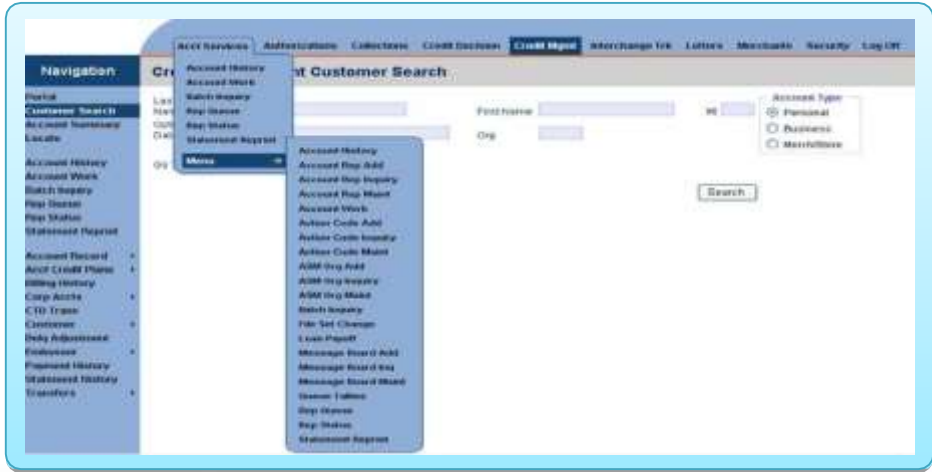 Acct Services Authorizations Collections Credit Decision Credit Mgmt Interchange Trk Letters Merchants Security Log Off
Navigation
Portal
Customer Search
Account Summary
Locate
Account History
Account Work
Batch Inquiry
Rep Queue
Rep Status
Statement Reprint
Account Record
Acct Credit Plans
Billing History
Corp Accts
CTD Trans
Customer
Delq Adjustment
Embosser
Payment History
Statement History
Transfers
Cre nt Customer Search
Account History
Account Work
Batch Inquiry
Rep Queue
Rep Status
Statement Reprint
Menu
First Name
MI
Org
Account Type
Personal
Business
Merch/Store
Search
Account History
Account Rep Add
Account Rep Inquiry
Account Rep Maint
Account Work
Action Code Add
Action Code Inquiry
Action Code Maint
ASM Org Add
ASM Org Inquiry
ASM Org Maint
Batch Inquiry
File Set Change
Loan Payoff
Message Board Add
Message Board Inq
Message Board Maint
Queue Tables
Rep Queue
Rep Status
Statement Reprint